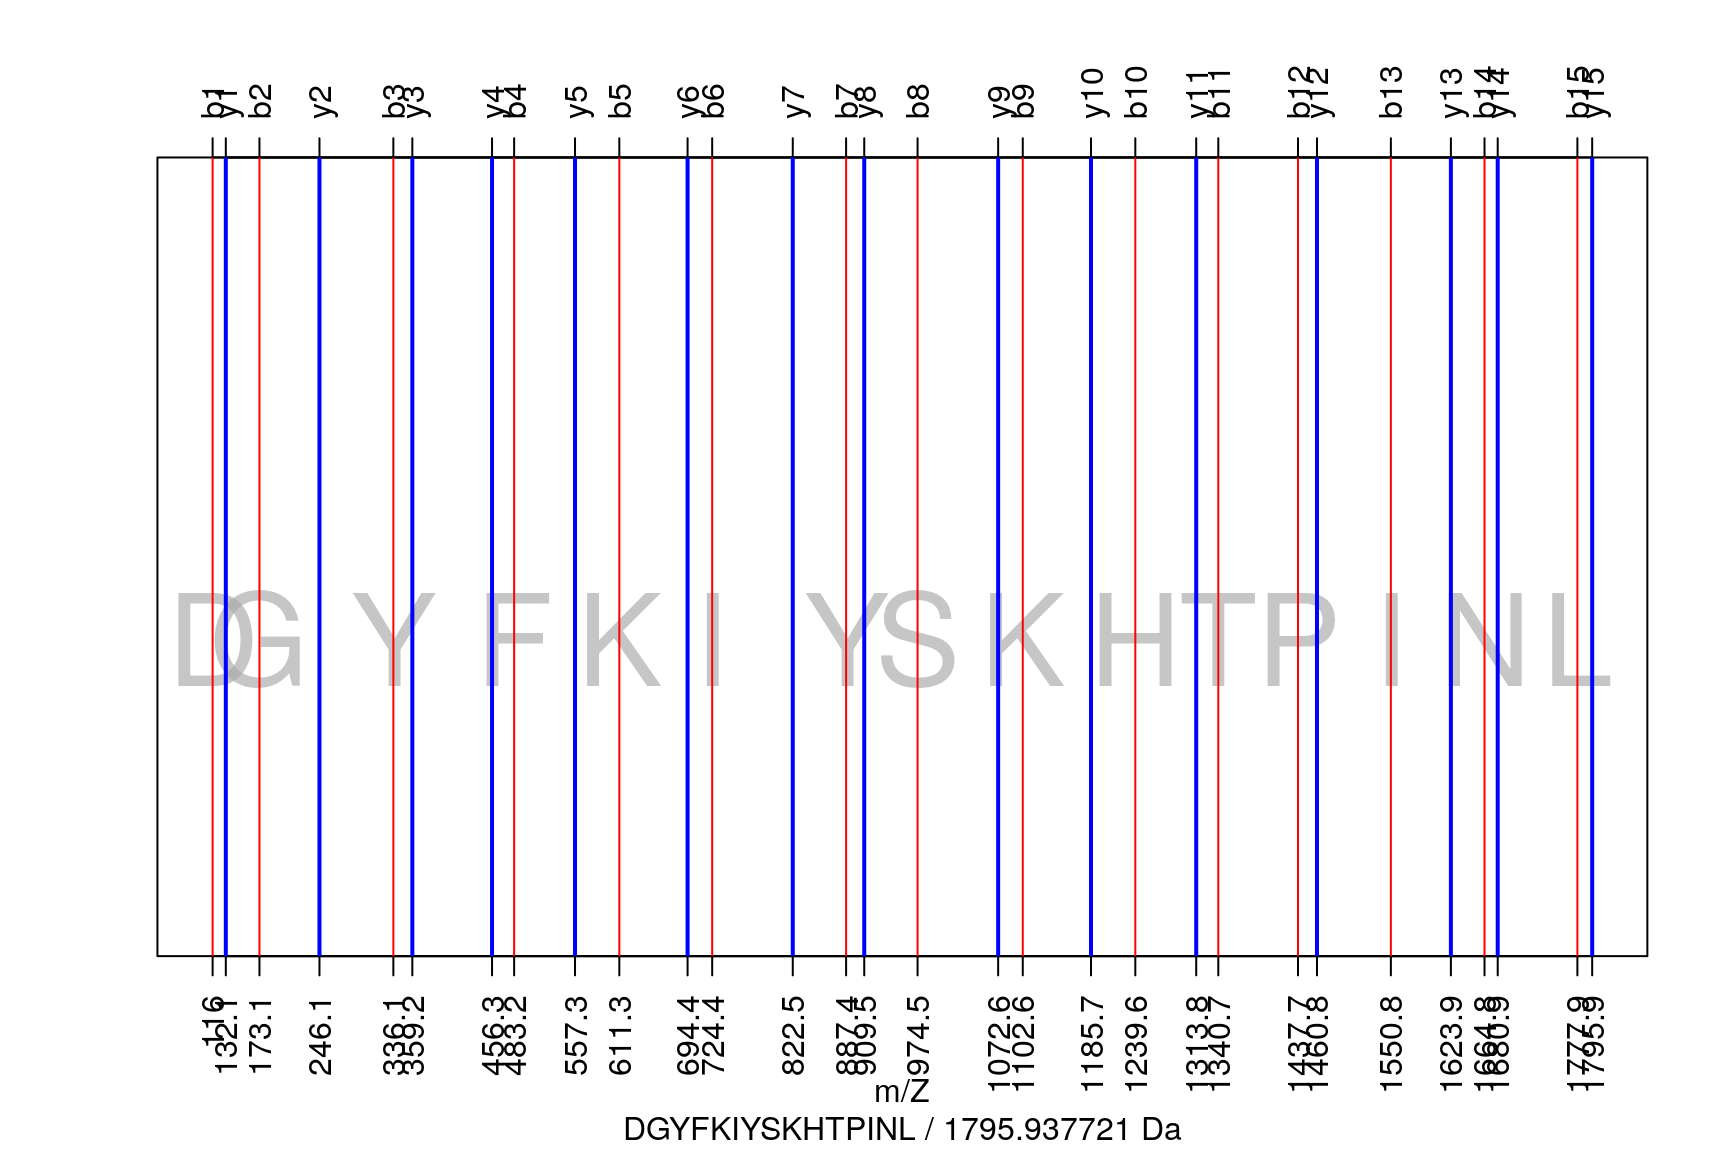 b1 y1 b2 y2 b3 y3 y4 b4 y5 b5 y6 b6 y7 b7 y8 b8 y9 b9 y10 b10 y11 b11 b12 y12 b13 y13 b14 y14 b15 y15
D G Y F K I Y S K H T P I N L
116 132.1 173.1 246.1 336.1 359.2 456.3 483.2 557.3 611.3 694.4 724.4 822.5 887.4 909.5 974.5 1072.6 1102.6 1185.7 1239.6 1313.8 1340.7 1437.7 1460.8 1550.8 1623.9 1664.8 1680.9 1777.9 1795.9
m/Z
DGYFKIYSKHTPINL / 1795.937721 Da